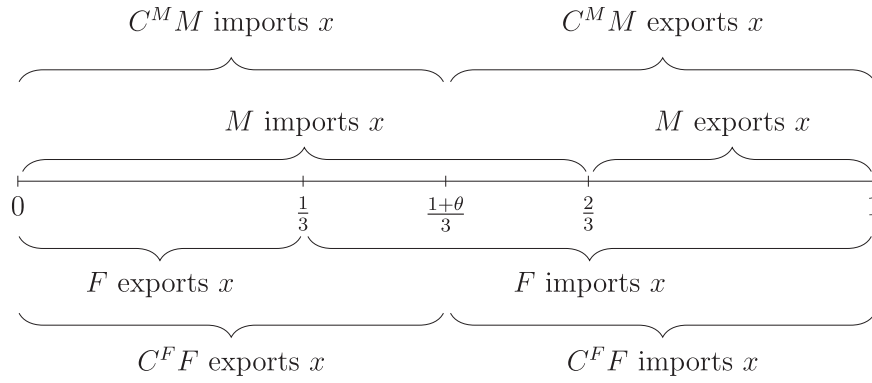 C^M M imports x    C^M M exports x
M imports x    M exports x
0    1/3    (1+θ)/3    2/3    1
F exports x    F imports x
C^F F exports x    C^F F imports x